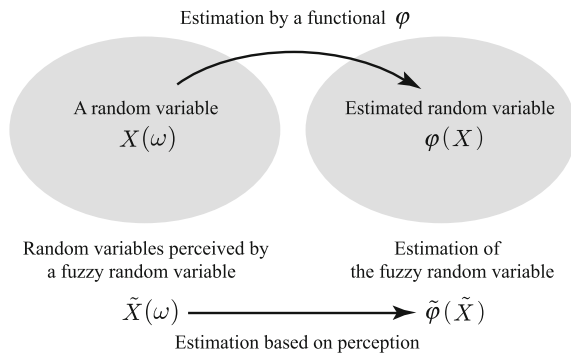 Estimation by a functional φ
A random variable
X(ω)
Estimated random variable
φ(X)
Random variables perceived by
a fuzzy random variable
X̃(ω)
Estimation of
the fuzzy random variable
φ̃(X̃)
Estimation based on perception